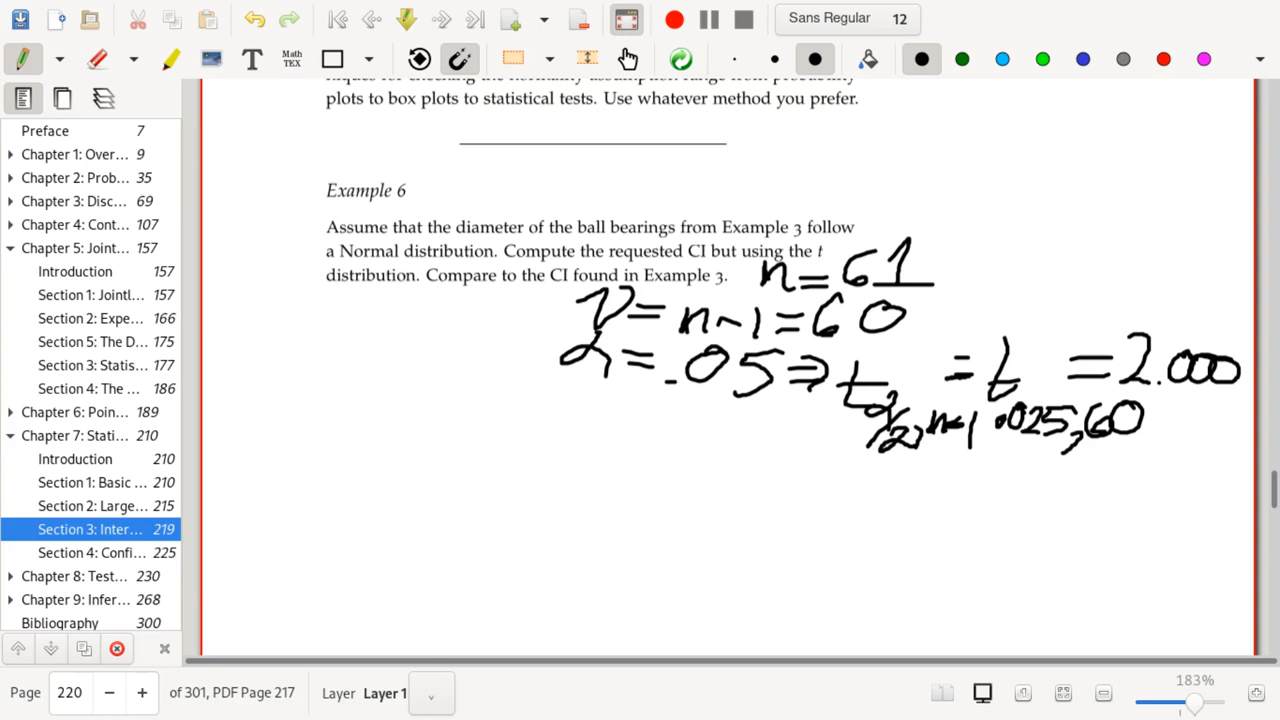 Sans Regular 12
T
Math
TEX
Preface 7
Chapter 1: Over... 9
Chapter 2: Prob... 35
Chapter 3: Disc... 69
Chapter 4: Cont... 107
Chapter 5: Joint... 157
Introduction 157
Section 1: Jointl... 157
Section 2: Expe... 166
Section 5: The D... 175
Section 3: Statis... 177
Section 4: The ... 186
Chapter 6: Poin... 189
Chapter 7: Stati... 210
Introduction 210
Section 1: Basic ... 210
Section 2: Large... 215
Section 3: Inter... 219
Section 4: Confi... 225
Chapter 8: Test... 230
Chapter 9: Infer... 268
Bibliography 300
plots to box plots to statistical tests. Use whatever method you prefer.
Example 6
Assume that the diameter of the ball bearings from Example 3 follow
a Normal distribution. Compute the requested CI but using the t
distribution. Compare to the CI found in Example 3.
n = 61
ν = n - 1 = 60
α = .05 ⇒ t α/2, n-1 = t .025, 60 = 2.000
Page 220 of 301, PDF Page 217
Layer Layer 1
183%